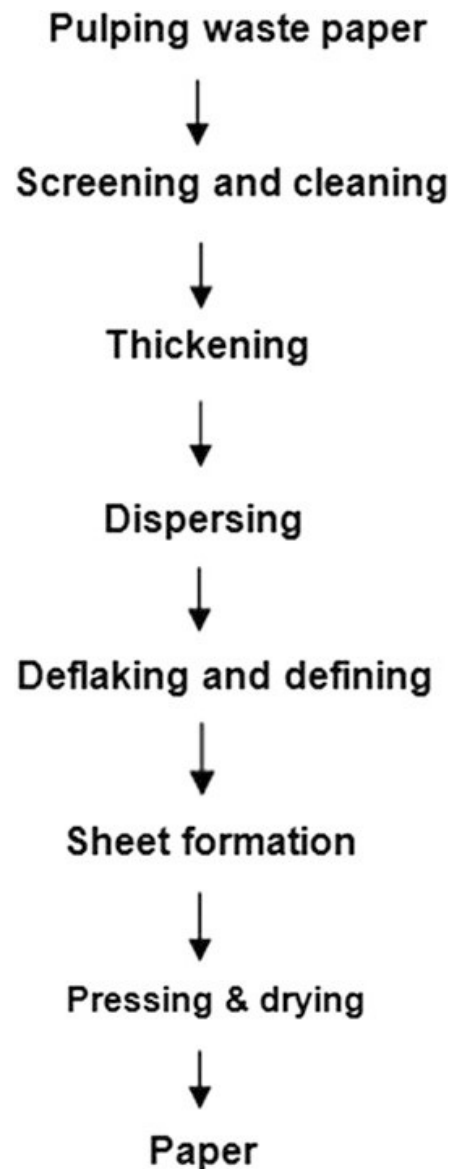 Pulping waste paper
Screening and cleaning
Thickening
Dispersing
Deflaking and defining
Sheet formation
Pressing & drying
Paper